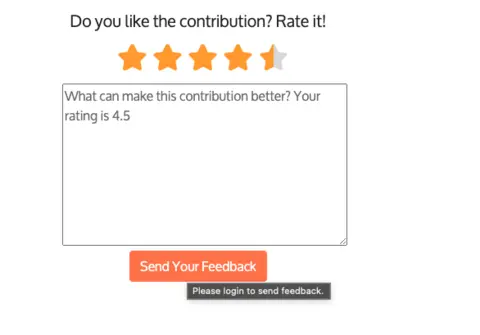 Do you like the contribution? Rate it!
What can make this contribution better? Your
rating is 4.5
Send Your Feedback
Please login to send feedback.